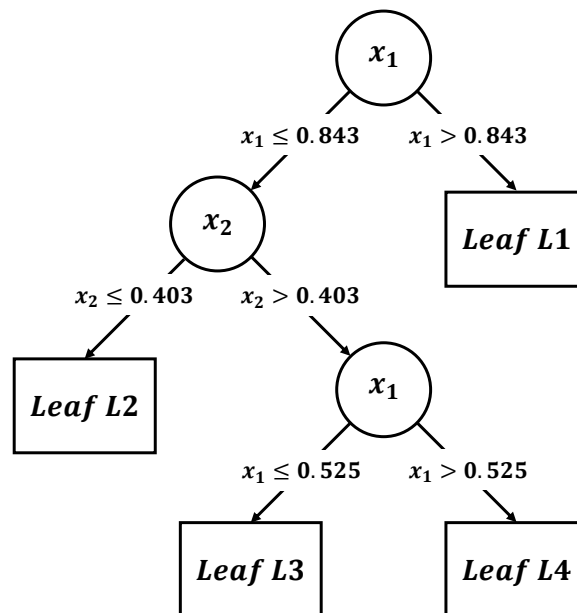 x₁
x₁ ≤ 0.843
x₁ > 0.843
x₂
Leaf L1
x₂ ≤ 0.403
x₂ > 0.403
Leaf L2
x₁
x₁ ≤ 0.525
x₁ > 0.525
Leaf L3
Leaf L4